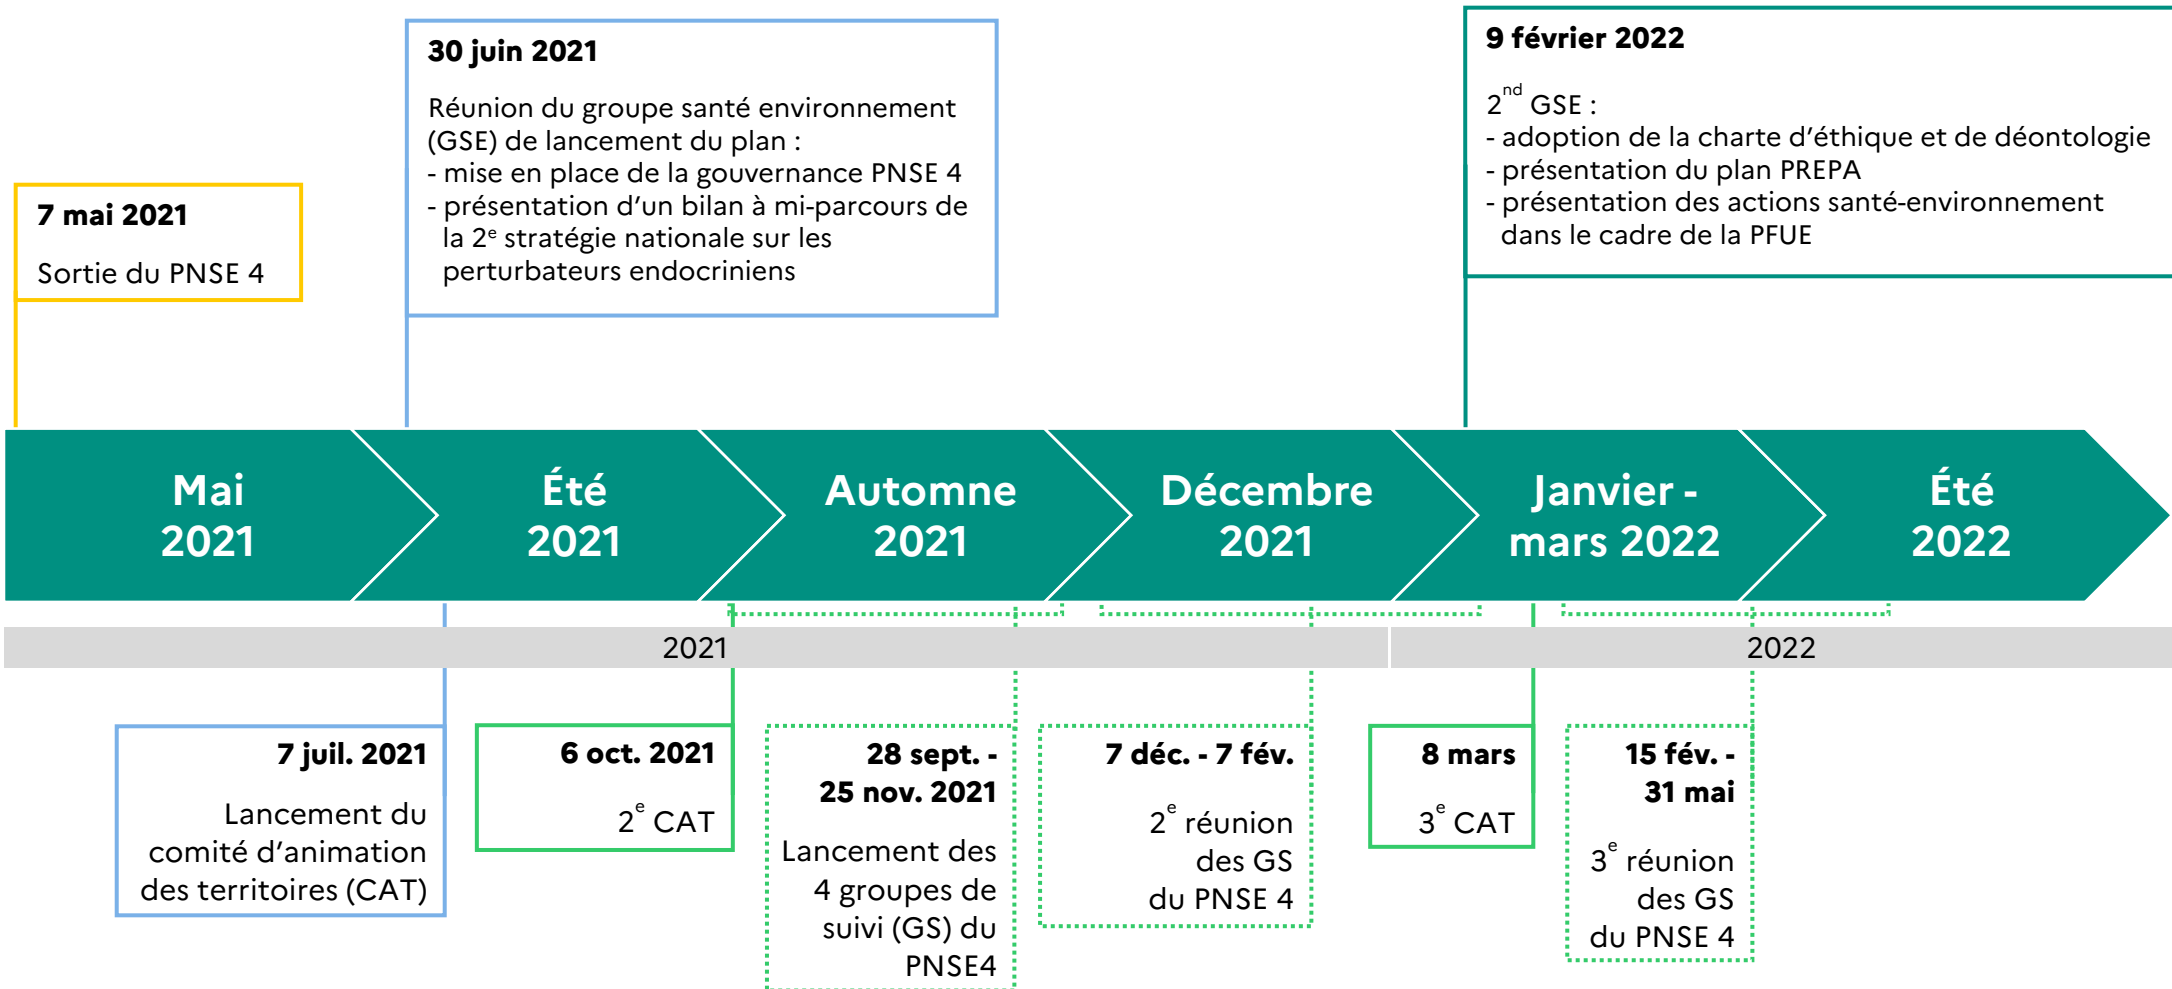 7 mai 2021
Sortie du PNSE 4
30 juin 2021
Réunion du groupe santé environnement
(GSE) de lancement du plan :
- mise en place de la gouvernance PNSE 4
- présentation d’un bilan à mi-parcours de
la 2e stratégie nationale sur les
perturbateurs endocriniens
9 février 2022
2nd GSE :
- adoption de la charte d’éthique et de déontologie
- présentation du plan PREPA
- présentation des actions santé-environnement
dans le cadre de la PFUE
Mai
2021
Été
2021
Automne
2021
Décembre
2021
Janvier -
mars 2022
Été
2022
2021
2022
7 juil. 2021
Lancement du
comité d’animation
des territoires (CAT)
6 oct. 2021
2e CAT
28 sept. -
25 nov. 2021
Lancement des
4 groupes de
suivi (GS) du
PNSE4
7 déc. - 7 fév.
2e réunion
des GS
du PNSE 4
8 mars
3e CAT
15 fév. -
31 mai
3e réunion
des GS
du PNSE 4